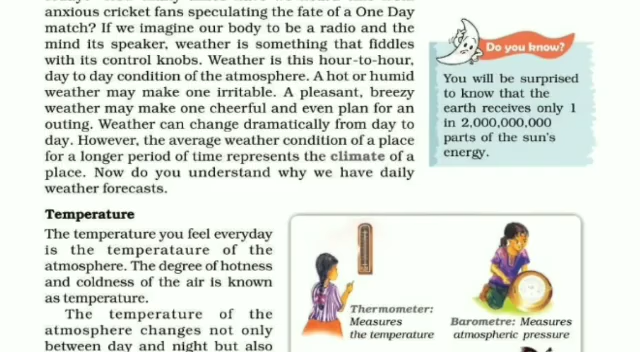 anxious cricket fans speculating the fate of a One Day
match? If we imagine our body to be a radio and the
mind its speaker, weather is something that fiddles
with its control knobs. Weather is this hour-to-hour,
day to day condition of the atmosphere. A hot or humid
weather may make one irritable. A pleasant, breezy
weather may make one cheerful and even plan for an
outing. Weather can change dramatically from day to
day. However, the average weather condition of a place
for a longer period of time represents the climate of a
place. Now do you understand why we have daily
weather forecasts.
Do you know?
You will be surprised
to know that the
earth receives only 1
in 2,000,000,000
parts of the sun's
energy.
Temperature
The temperature you feel everyday
is the temperataure of the
atmosphere. The degree of hotness
and coldness of the air is known
as temperature.
The temperature of the
atmosphere changes not only
between day and night but also
Thermometer:
Measures
the temperature
Barometre: Measures
atmospheric pressure